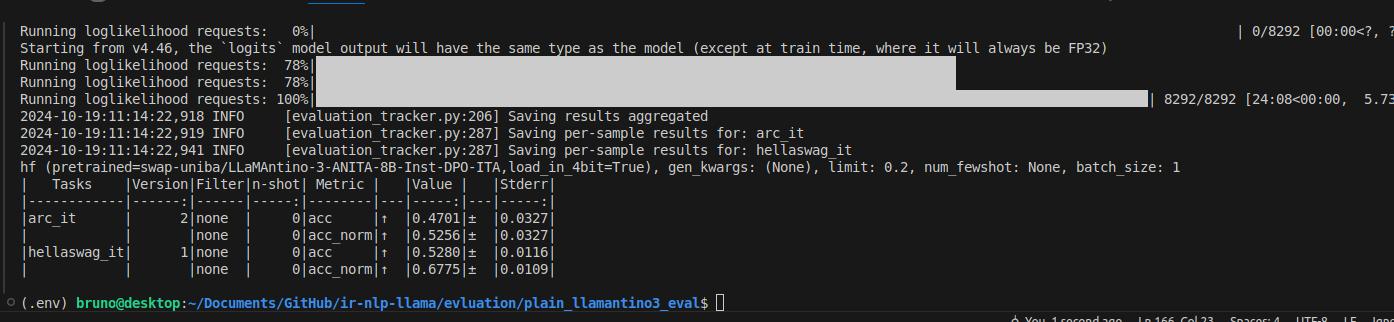 Running loglikelihood requests:   0%|                                                                                                                | 0/8292 [00:00<?, ?
Starting from v4.46, the `logits` model output will have the same type as the model (except at train time, where it will always be FP32)
Running loglikelihood requests:  78%|
Running loglikelihood requests:  78%|
Running loglikelihood requests: 100%|                                                                                                     | 8292/8292 [24:08<00:00,  5.73
2024-10-19:11:14:22,918 INFO     [evaluation_tracker.py:206] Saving results aggregated
2024-10-19:11:14:22,919 INFO     [evaluation_tracker.py:287] Saving per-sample results for: arc_it
2024-10-19:11:14:22,941 INFO     [evaluation_tracker.py:287] Saving per-sample results for: hellaswag_it
hf (pretrained=swap-uniba/LLaMAntino-3-ANITA-8B-Inst-DPO-ITA,load_in_4bit=True), gen_kwargs: (None), limit: 0.2, num_fewshot: None, batch_size: 1
|   Tasks    |Version|Filter|n-shot| Metric |   |Value |   |Stderr|
|------------|------:|------|-----:|--------|---|-----:|---|-----:|
|arc_it      |      2|none  |     0|acc     |↑  |0.4701|±  |0.0327|
|            |       |none  |     0|acc_norm|↑  |0.5256|±  |0.0327|
|hellaswag_it|      1|none  |     0|acc     |↑  |0.5280|±  |0.0116|
|            |       |none  |     0|acc_norm|↑  |0.6775|±  |0.0109|
(.env) bruno@desktop:~/Documents/GitHub/ir-nlp-llama/evluation/plain_llamantino3_eval$
You, 1 second ago   Ln 166, Col 23   Spaces: 4   UTF-8   LF